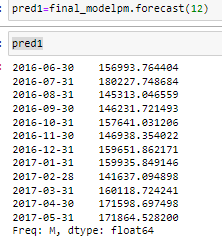 : pred1=final_modelpm.forecast(12)
: pred1
: 2016-06-30    156993.764404
2016-07-31    180227.748684
2016-08-31    145313.046559
2016-09-30    146231.721493
2016-10-31    157641.031206
2016-11-30    146938.354022
2016-12-31    159651.862171
2017-01-31    159935.849146
2017-02-28    141637.094898
2017-03-31    160118.724241
2017-04-30    171598.697498
2017-05-31    171864.528200
Freq: M, dtype: float64